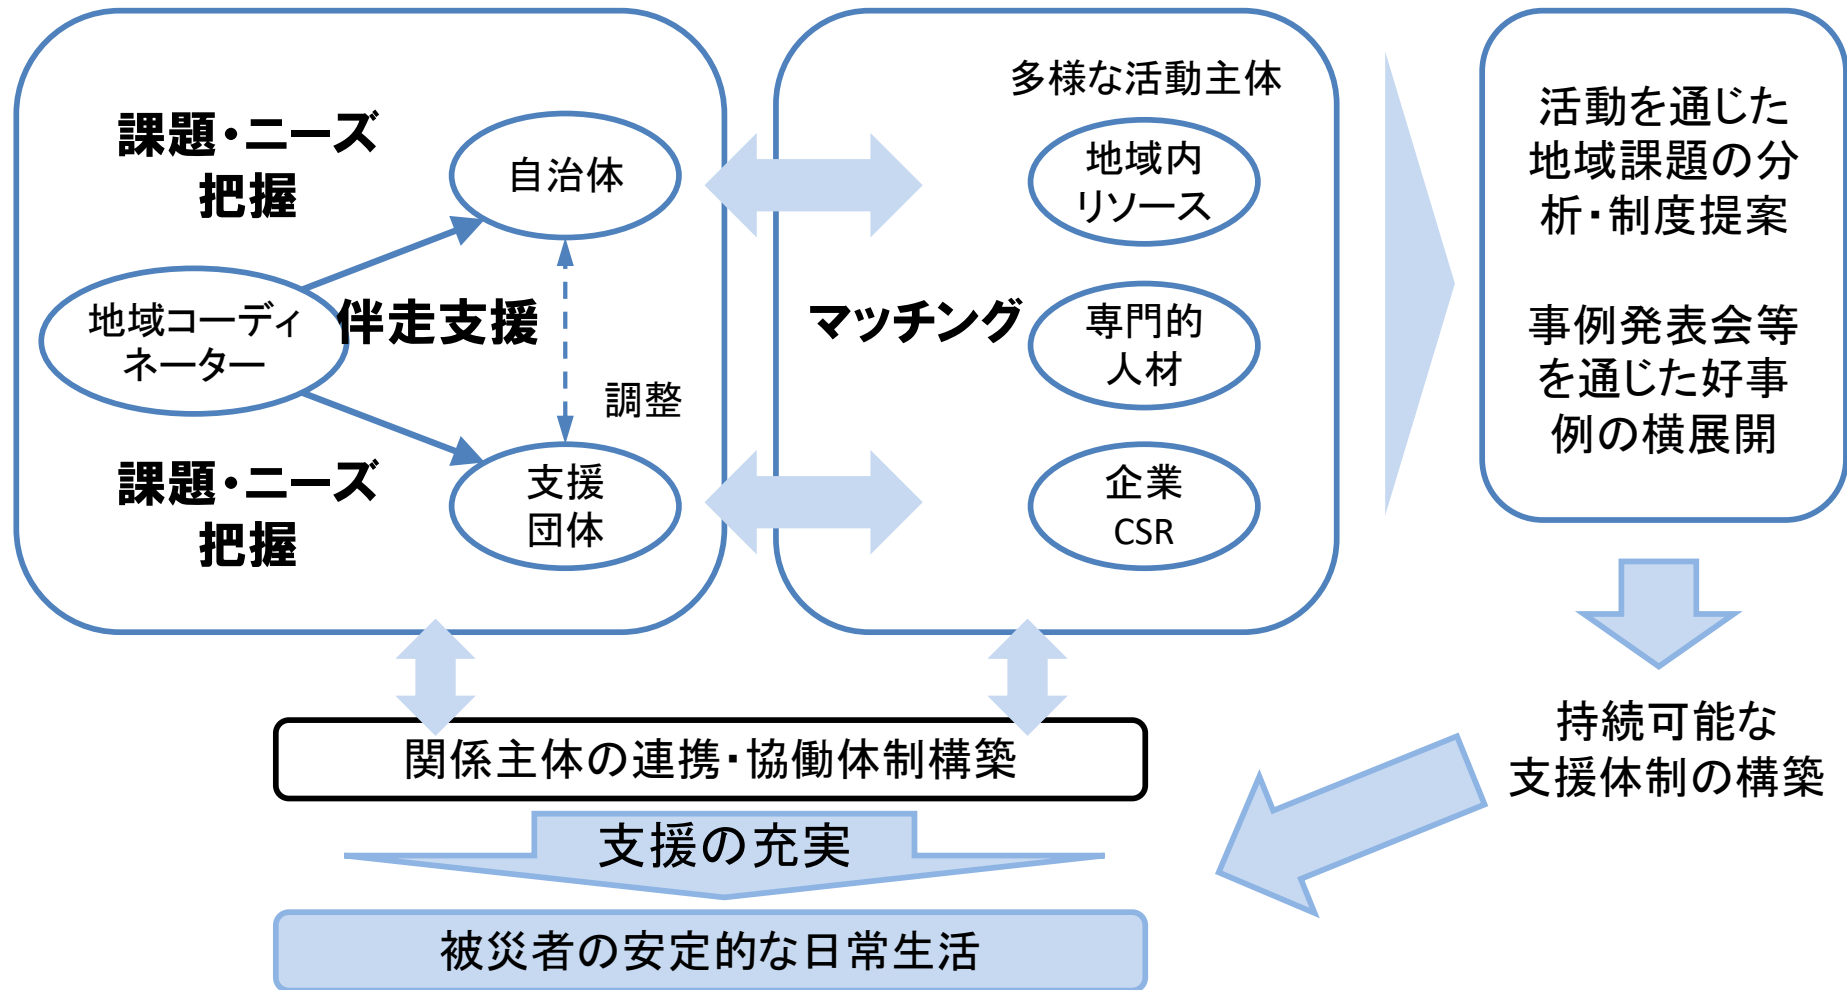 課題・ニーズ
把握
自治体
地域コーディ
ネーター
伴走支援
調整
課題・ニーズ
把握
支援
団体
多様な活動主体
地域内
リソース
マッチング
専門的
人材
企業
CSR
活動を通じた
地域課題の分
析・制度提案
事例発表会等
を通じた好事
例の横展開
持続可能な
支援体制の構築
関係主体の連携・協働体制構築
支援の充実
被災者の安定的な日常生活